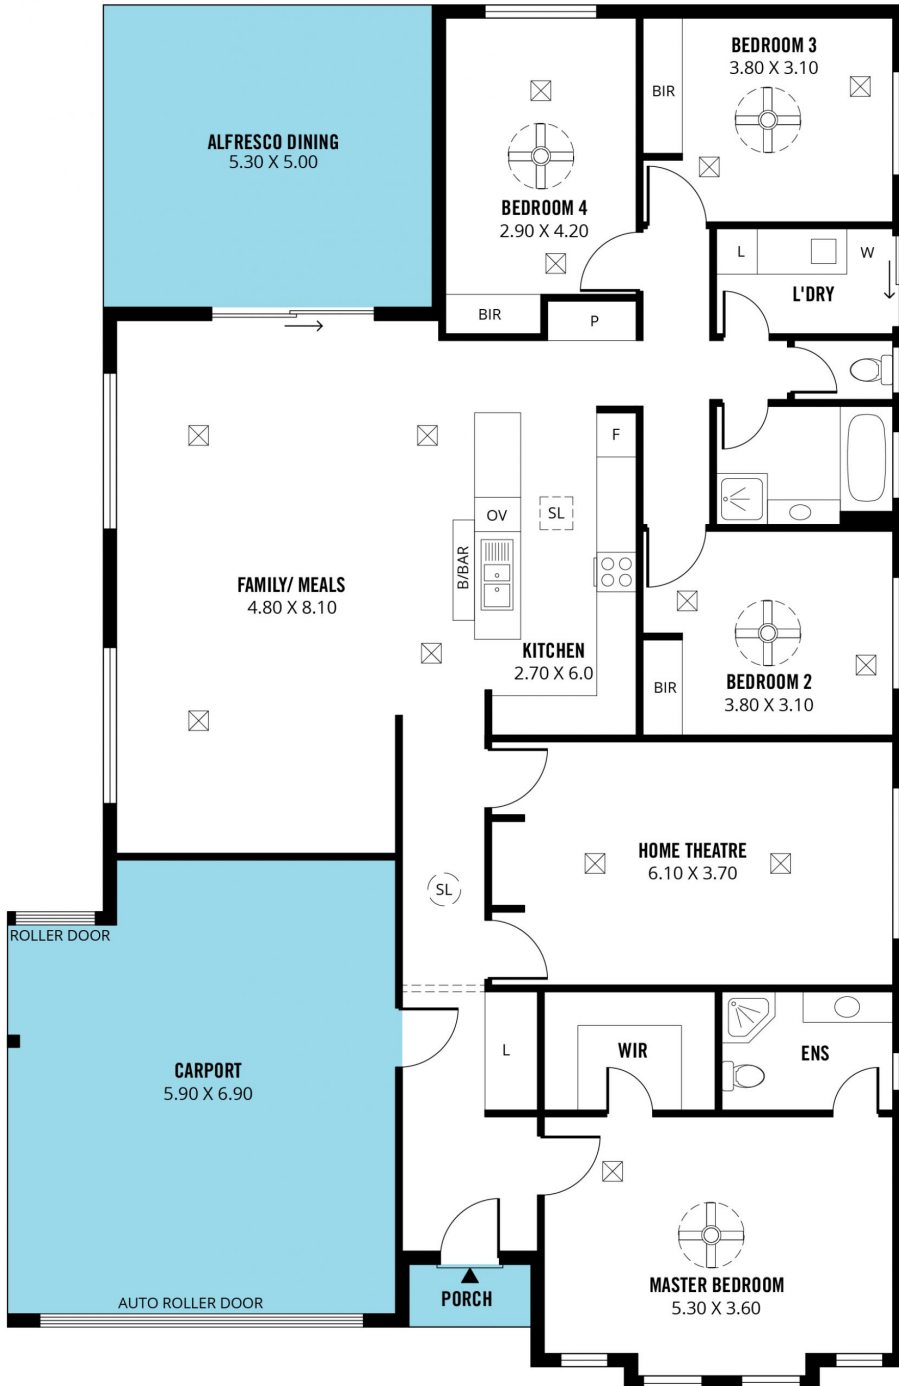 ALFRESCO DINING
5.30 X 5.00
BEDROOM 4
2.90 X 4.20
BIR
P
BEDROOM 3
3.80 X 3.10
BIR
L
W
L'DRY
FAMILY/ MEALS
4.80 X 8.10
B/BAR
OV
SL
F
KITCHEN
2.70 X 6.0
BIR
BEDROOM 2
3.80 X 3.10
HOME THEATRE
6.10 X 3.70
SL
ROLLER DOOR
CARPORT
5.90 X 6.90
AUTO ROLLER DOOR
L
WIR
ENS
PORCH
MASTER BEDROOM
5.30 X 3.60